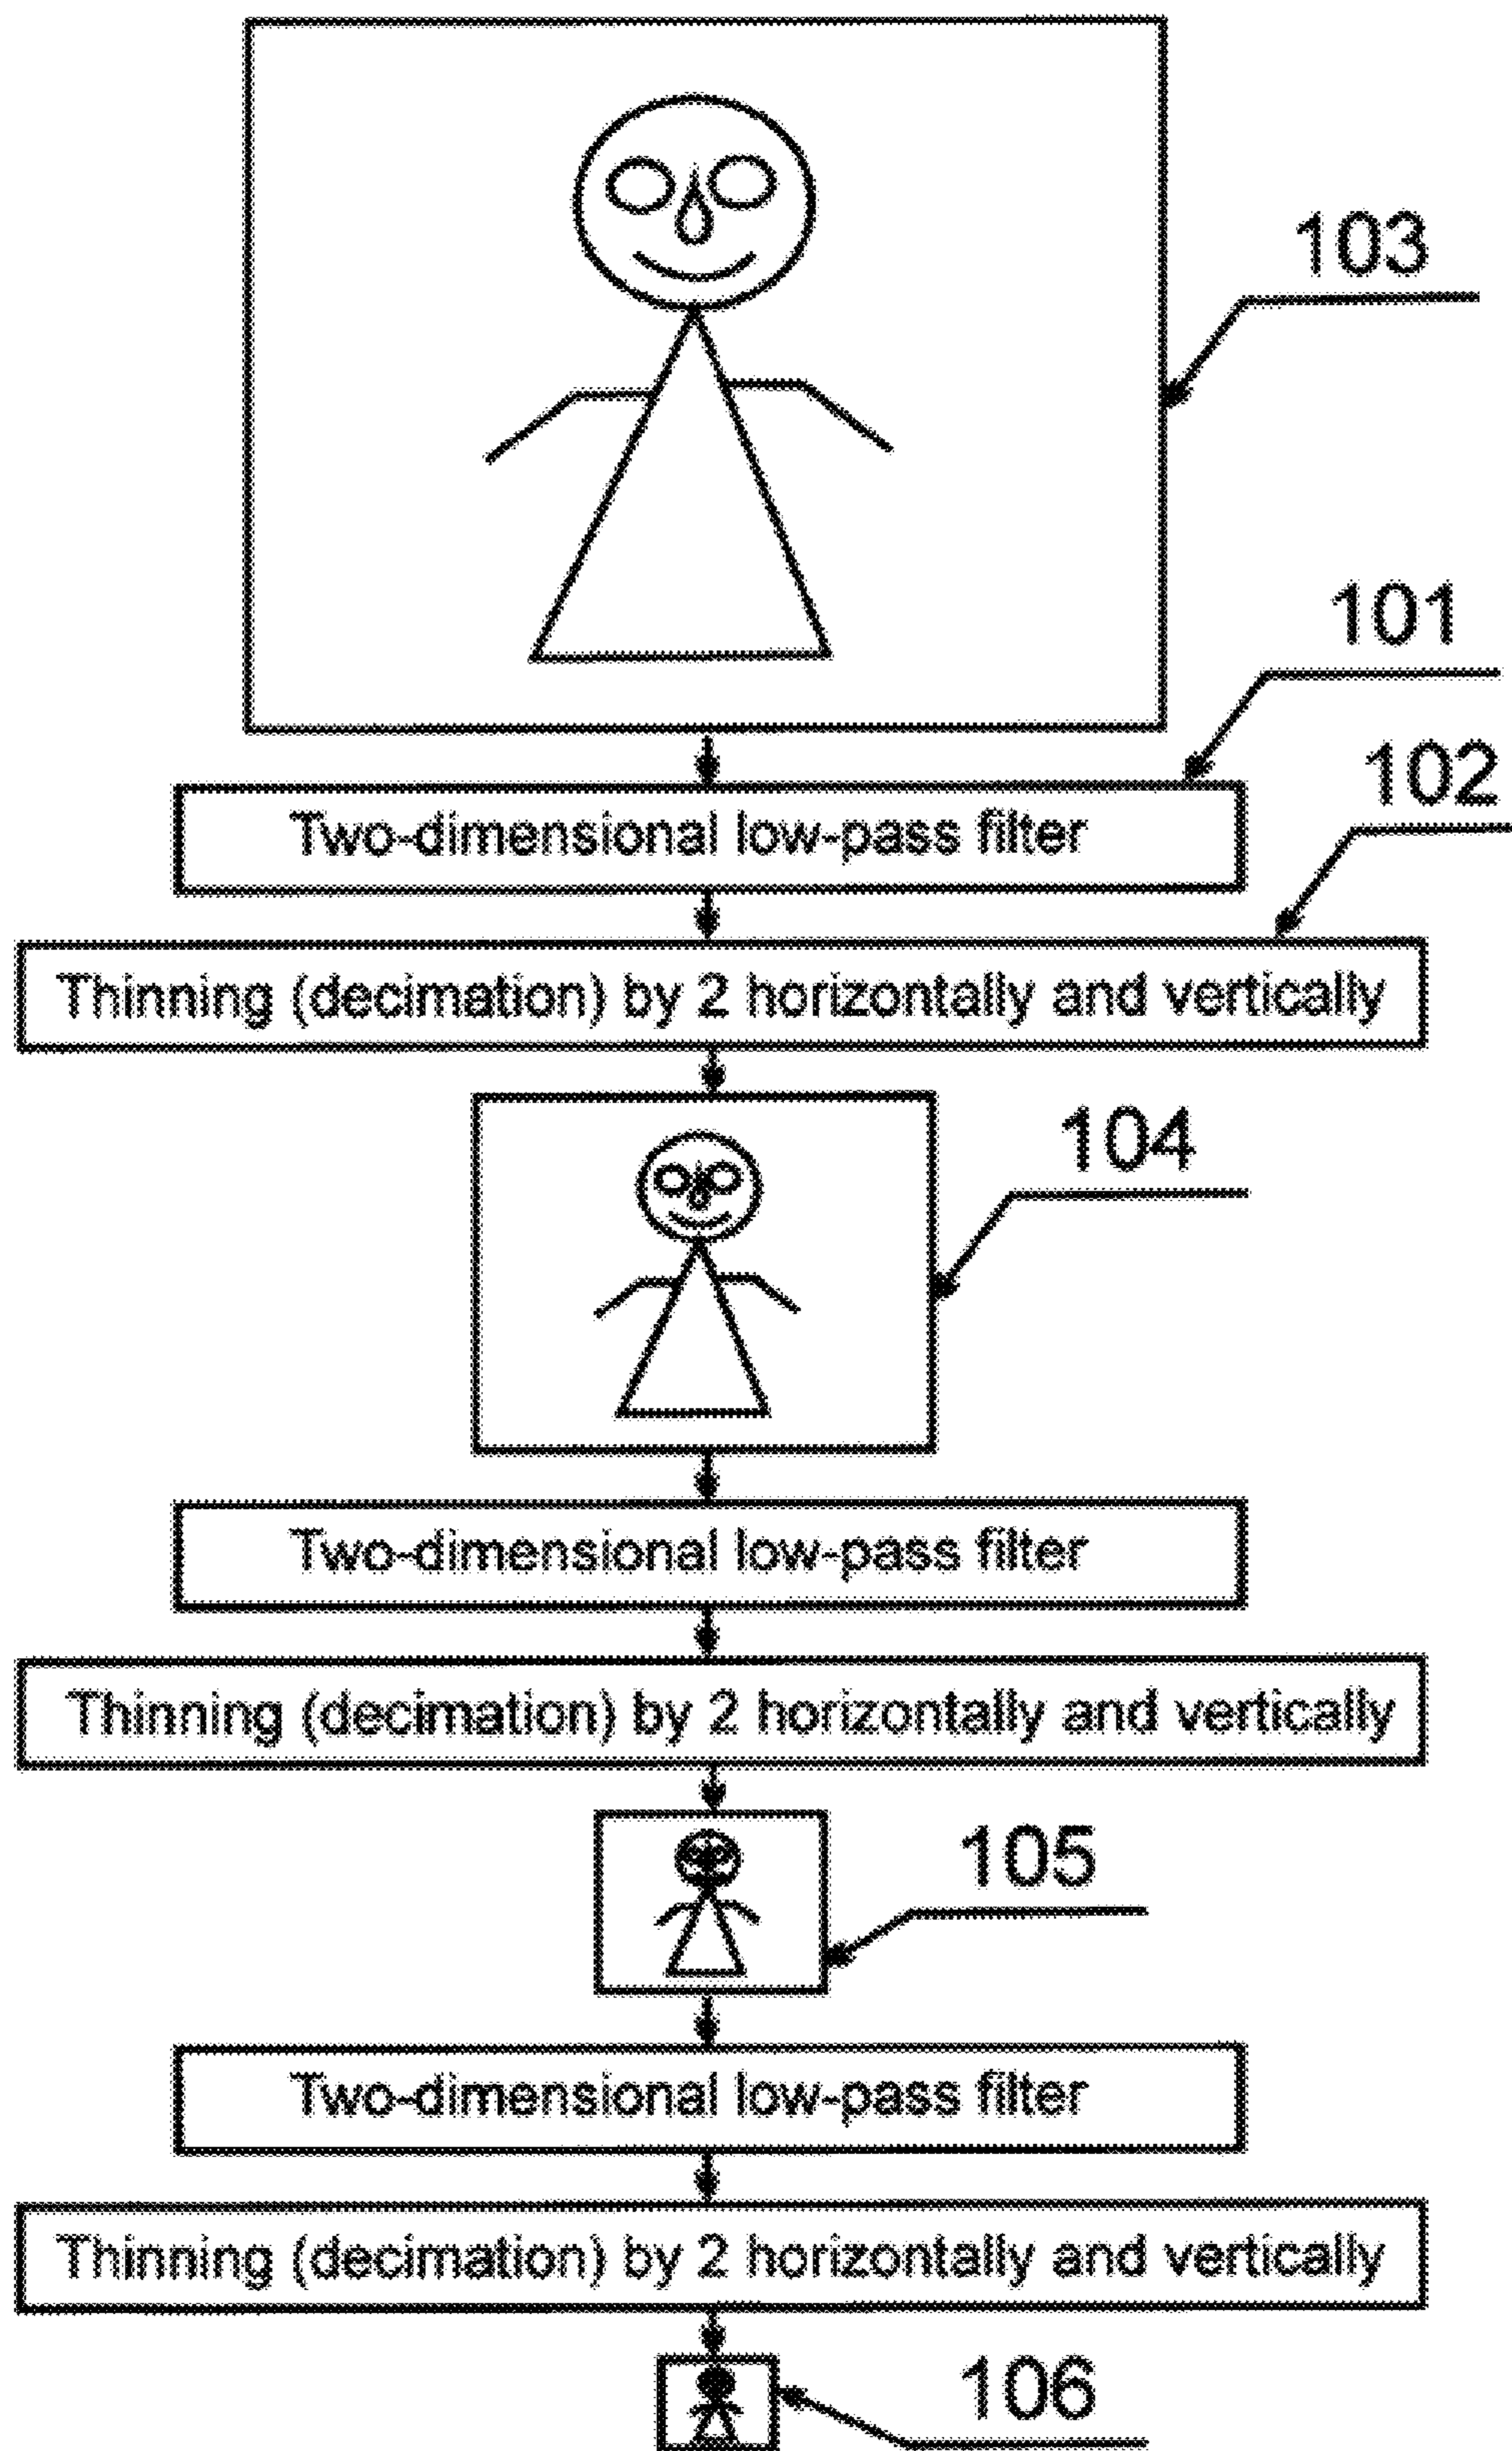 103
101
102
Two-dimensional low-pass filter
Thinning (decimation) by 2 horizontally and vertically
104
Two-dimensional low-pass filter
Thinning (decimation) by 2 horizontally and vertically
105
Two-dimensional low-pass filter
Thinning (decimation) by 2 horizontally and vertically
106